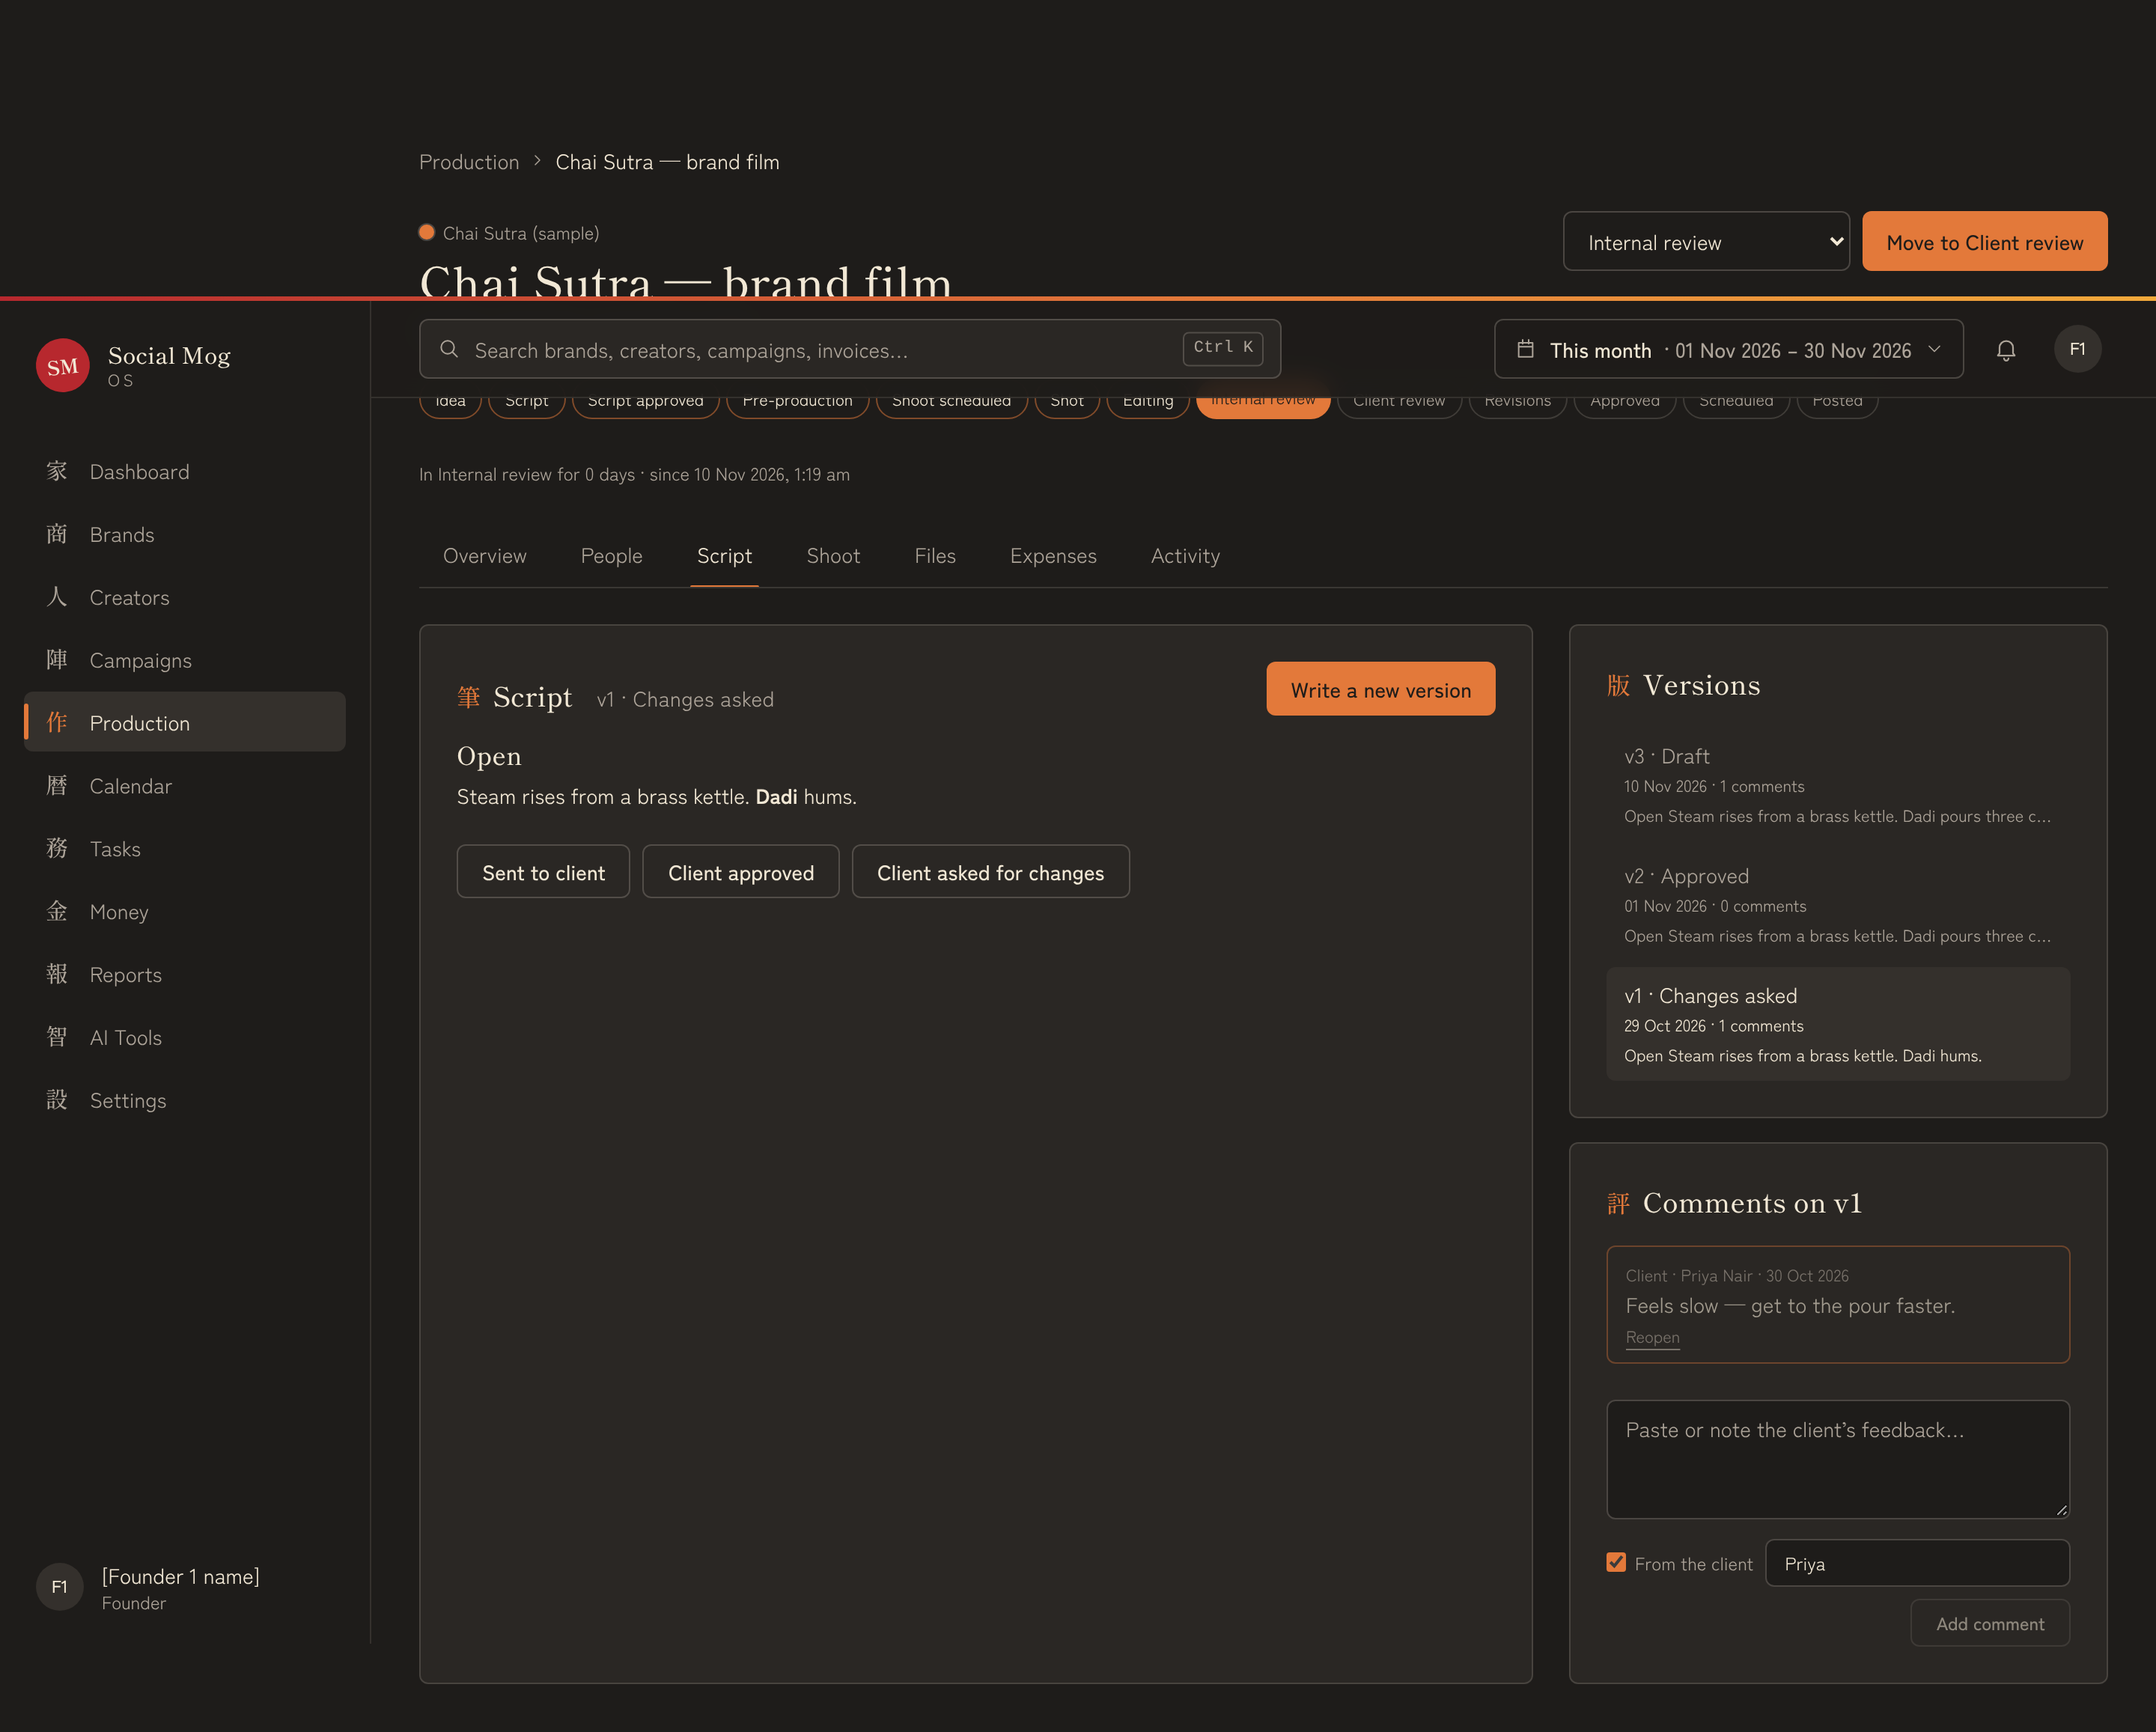 Production › Chai Sutra — brand film
Chai Sutra (sample)
Internal review
Move to Client review
Chai Sutra — brand film
SM
Social Mog
OS
Search brands, creators, campaigns, invoices...
Ctrl K
This month · 01 Nov 2026 – 30 Nov 2026
F1
Idea
Script
Script approved
Pre-production
Shoot scheduled
Shot
Editing
Internal review
Client review
Revisions
Approved
Scheduled
Posted
In Internal review for 0 days · since 10 Nov 2026, 1:19 am
家 Dashboard
商 Brands
人 Creators
陣 Campaigns
作 Production
暦 Calendar
務 Tasks
金 Money
報 Reports
智 AI Tools
設 Settings
F1
[Founder 1 name]
Founder
Overview
People
Script
Shoot
Files
Expenses
Activity
筆 Script v1 · Changes asked
Write a new version
Open
Steam rises from a brass kettle. Dadi hums.
Sent to client
Client approved
Client asked for changes
版 Versions
v3 · Draft
10 Nov 2026 · 1 comments
Open Steam rises from a brass kettle. Dadi pours three c...
v2 · Approved
01 Nov 2026 · 0 comments
Open Steam rises from a brass kettle. Dadi pours three c...
v1 · Changes asked
29 Oct 2026 · 1 comments
Open Steam rises from a brass kettle. Dadi hums.
評 Comments on v1
Client · Priya Nair · 30 Oct 2026
Feels slow — get to the pour faster.
Reopen
Paste or note the client's feedback...
From the client
Priya
Add comment